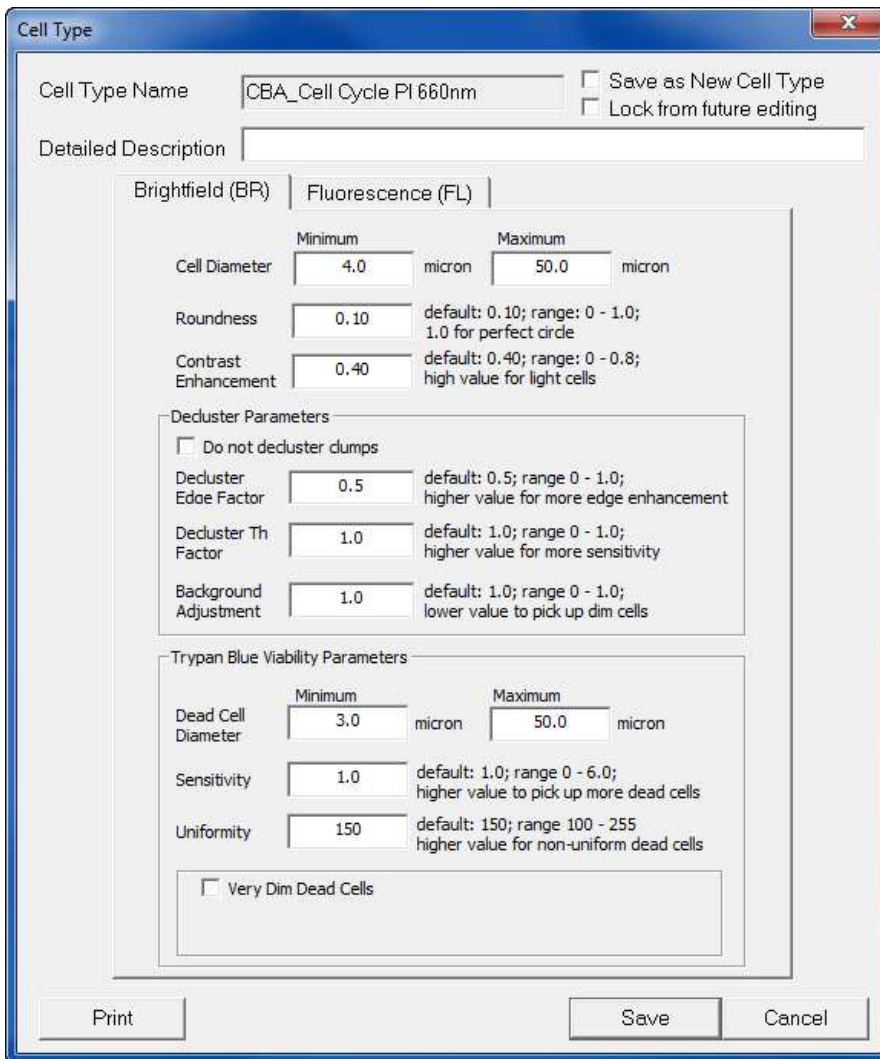 Cell Type
x
Cell Type Name CBA_Cell Cycle PI 660nm Save as New Cell Type
Lock from future editing
Detailed Description
Brightfield (BR) Fluorescence (FL)
Minimum Maximum
Cell Diameter 4.0 micron 50.0 micron
Roundness 0.10 default: 0.10; range: 0 - 1.0;
1.0 for perfect circle
Contrast
Enhancement 0.40 default: 0.40; range: 0 - 0.8;
high value for light cells
Decluster Parameters
Do not decluster clumps
Decluster
Edge Factor 0.5 default: 0.5; range 0 - 1.0;
higher value for more edge enhancement
Decluster Th
Factor 1.0 default: 1.0; range 0 - 1.0;
higher value for more sensitivity
Background
Adjustment 1.0 default: 1.0; range 0 - 1.0;
lower value to pick up dim cells
Trypan Blue Viability Parameters
Minimum Maximum
Dead Cell
Diameter 3.0 micron 50.0 micron
Sensitivity 1.0 default: 1.0; range 0 - 6.0;
higher value to pick up more dead cells
Uniformity 150 default: 150; range 100 - 255
higher value for non-uniform dead cells
Very Dim Dead Cells
Print Save Cancel